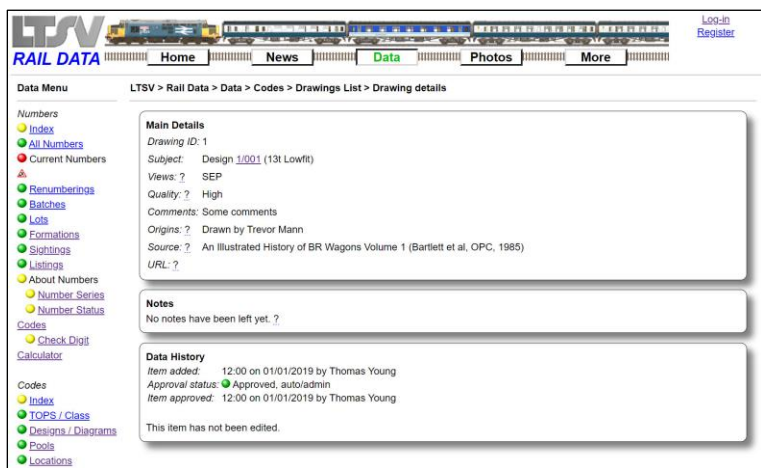 LTSV
RAIL DATA
Home
News
Data
Photos
More
Log-in
Register
Data Menu
Numbers
Index
All Numbers
Current Numbers
Renumberings
Batches
Lots
Formations
Sightings
Listings
About Numbers
Number Series
Number Status
Codes
Check Digit
Calculator
Codes
Index
TOPS / Class
Designs / Diagrams
Pools
Locations
LTSV > Rail Data > Data > Codes > Drawings List > Drawing details
Main Details
Drawing ID: 1
Subject: Design 1/001 (13t Lowfit)
Views: ? SEP
Quality: ? High
Comments: Some comments
Origins: ? Drawn by Trevor Mann
Source: ? An Illustrated History of BR Wagons Volume 1 (Bartlett et al, OPC, 1985)
URL: ?
Notes
No notes have been left yet. ?
Data History
Item added: 12:00 on 01/01/2019 by Thomas Young
Approval status: Approved, auto/admin
Item approved: 12:00 on 01/01/2019 by Thomas Young
This item has not been edited.